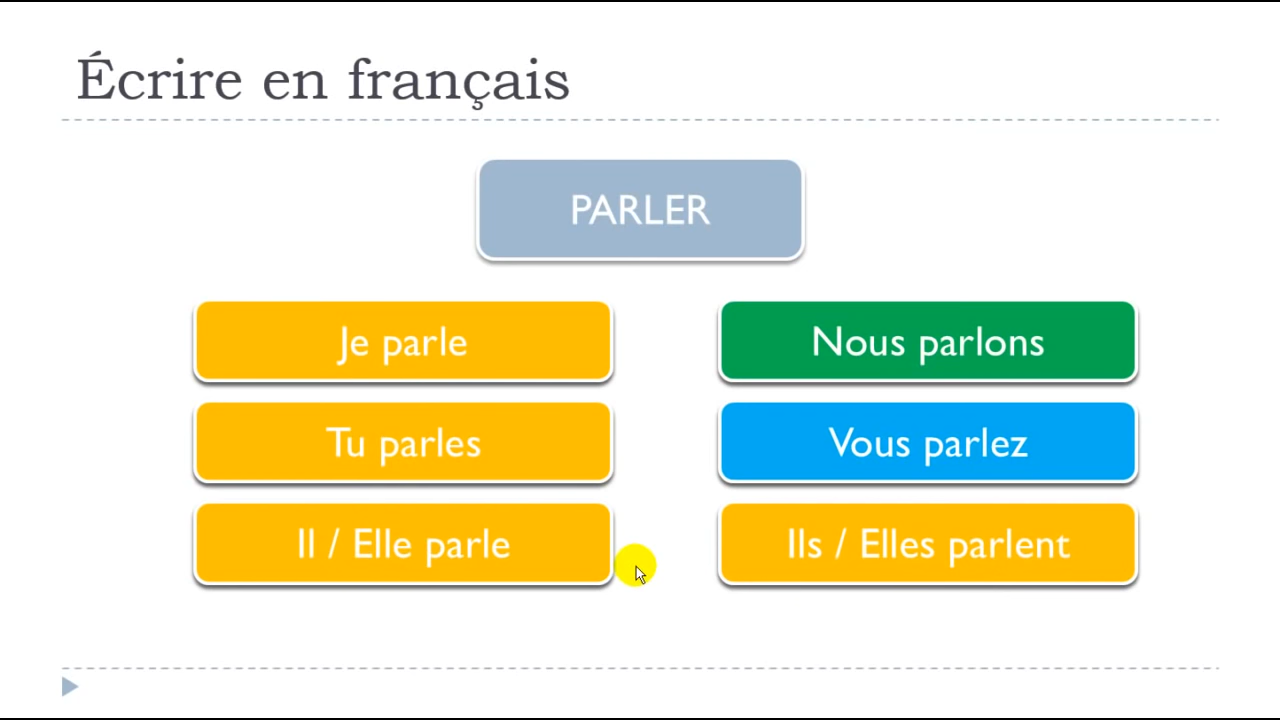 Écrire en français
PARLER
Je parle
Nous parlons
Tu parles
Vous parlez
Il / Elle parle
Ils / Elles parlent